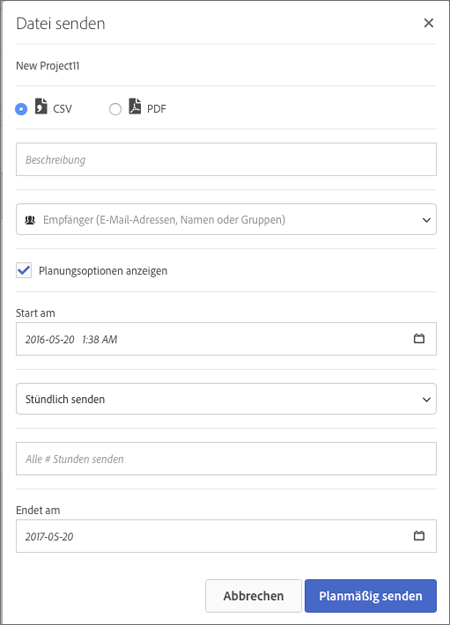 Datei senden
New Project11
CSV PDF
Beschreibung
Empfänger (E-Mail-Adressen, Namen oder Gruppen)
Planungsoptionen anzeigen
Start am
2016-05-20 1:38 AM
Stündlich senden
Alle # Stunden senden
Endet am
2017-05-20
Abbrechen Planmäßig senden